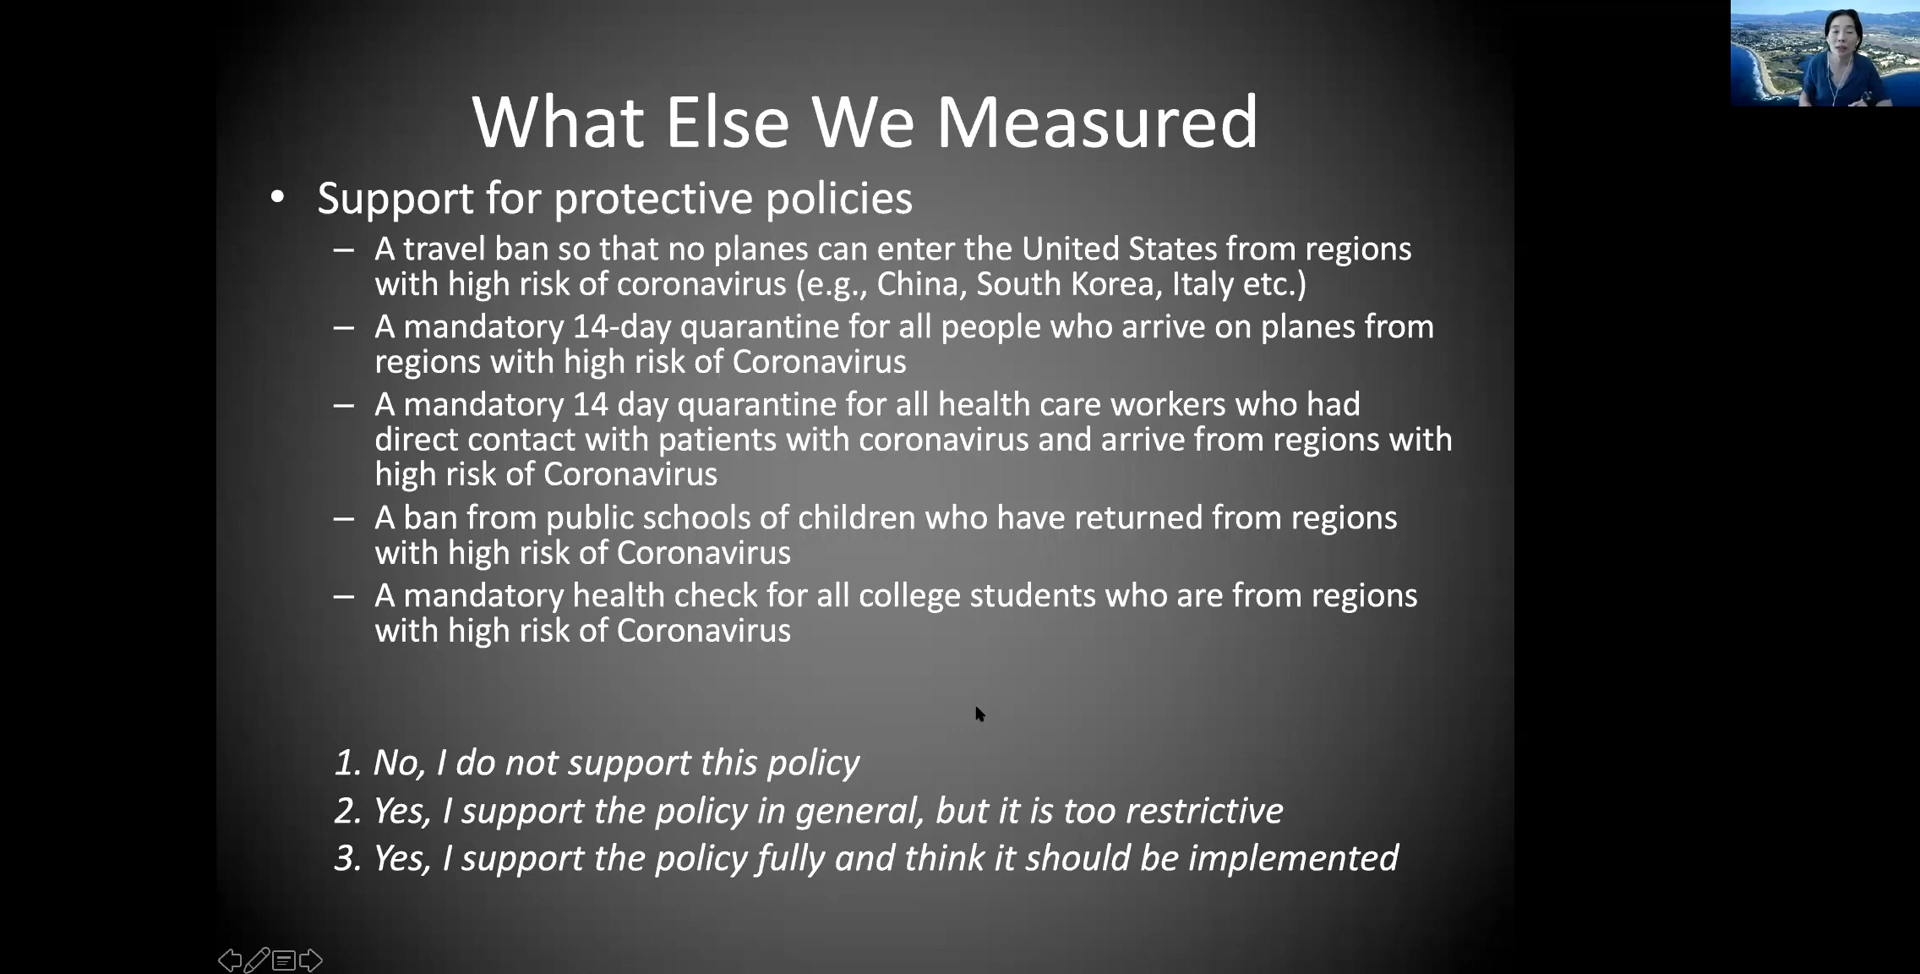 What Else We Measured
• Support for protective policies
– A travel ban so that no planes can enter the United States from regions
with high risk of coronavirus (e.g., China, South Korea, Italy etc.)
– A mandatory 14-day quarantine for all people who arrive on planes from
regions with high risk of Coronavirus
– A mandatory 14 day quarantine for all health care workers who had
direct contact with patients with coronavirus and arrive from regions with
high risk of Coronavirus
– A ban from public schools of children who have returned from regions
with high risk of Coronavirus
– A mandatory health check for all college students who are from regions
with high risk of Coronavirus
1. No, I do not support this policy
2. Yes, I support the policy in general, but it is too restrictive
3. Yes, I support the policy fully and think it should be implemented